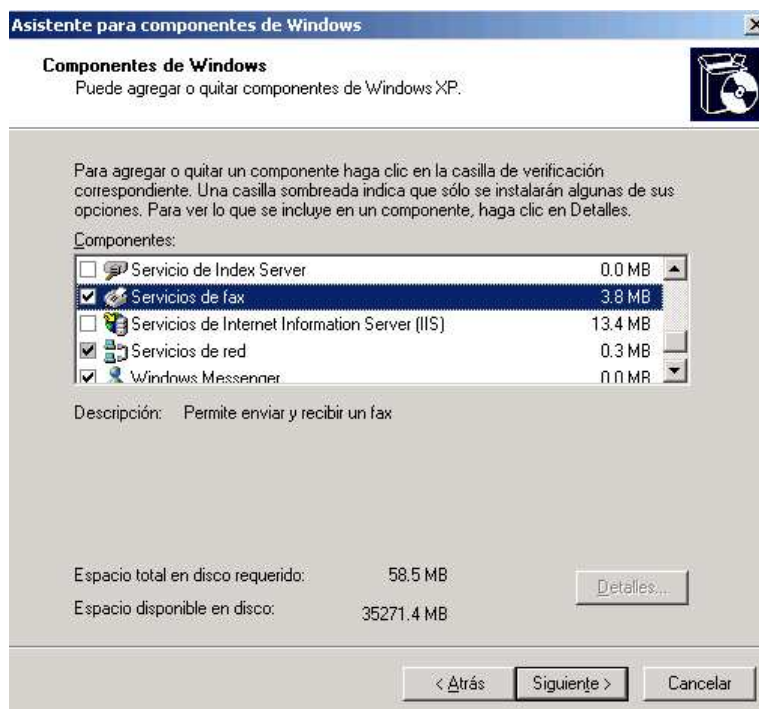 Asistente para componentes de Windows
Componentes de Windows
Puede agregar o quitar componentes de Windows XP.
Para agregar o quitar un componente haga clic en la casilla de verificación
correspondiente. Una casilla sombreada indica que sólo se instalarán algunas de sus
opciones. Para ver lo que se incluye en un componente, haga clic en Detalles.
Componentes:
Servicio de Index Server 0.0 MB
Servicios de fax 3.8 MB
Servicios de Internet Information Server (IIS) 13.4 MB
Servicios de red 0.3 MB
Windows Messenger 0.0 MB
Descripción: Permite enviar y recibir un fax
Espacio total en disco requerido: 58.5 MB
Espacio disponible en disco: 35271.4 MB
Detalles...
< Atrás Siguiente > Cancelar